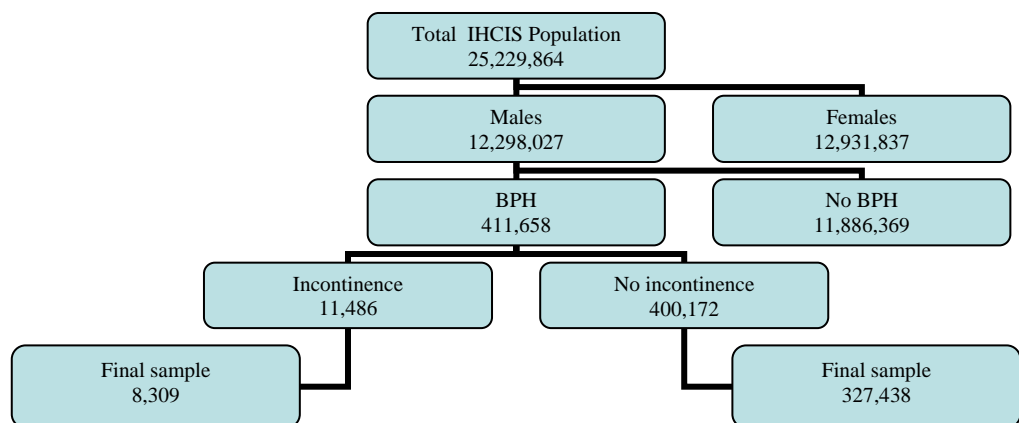 Total IHCIS Population
25,229,864
Males
12,298,027
Females
12,931,837
BPH
411,658
No BPH
11,886,369
Incontinence
11,486
No incontinence
400,172
Final sample
8,309
Final sample
327,438